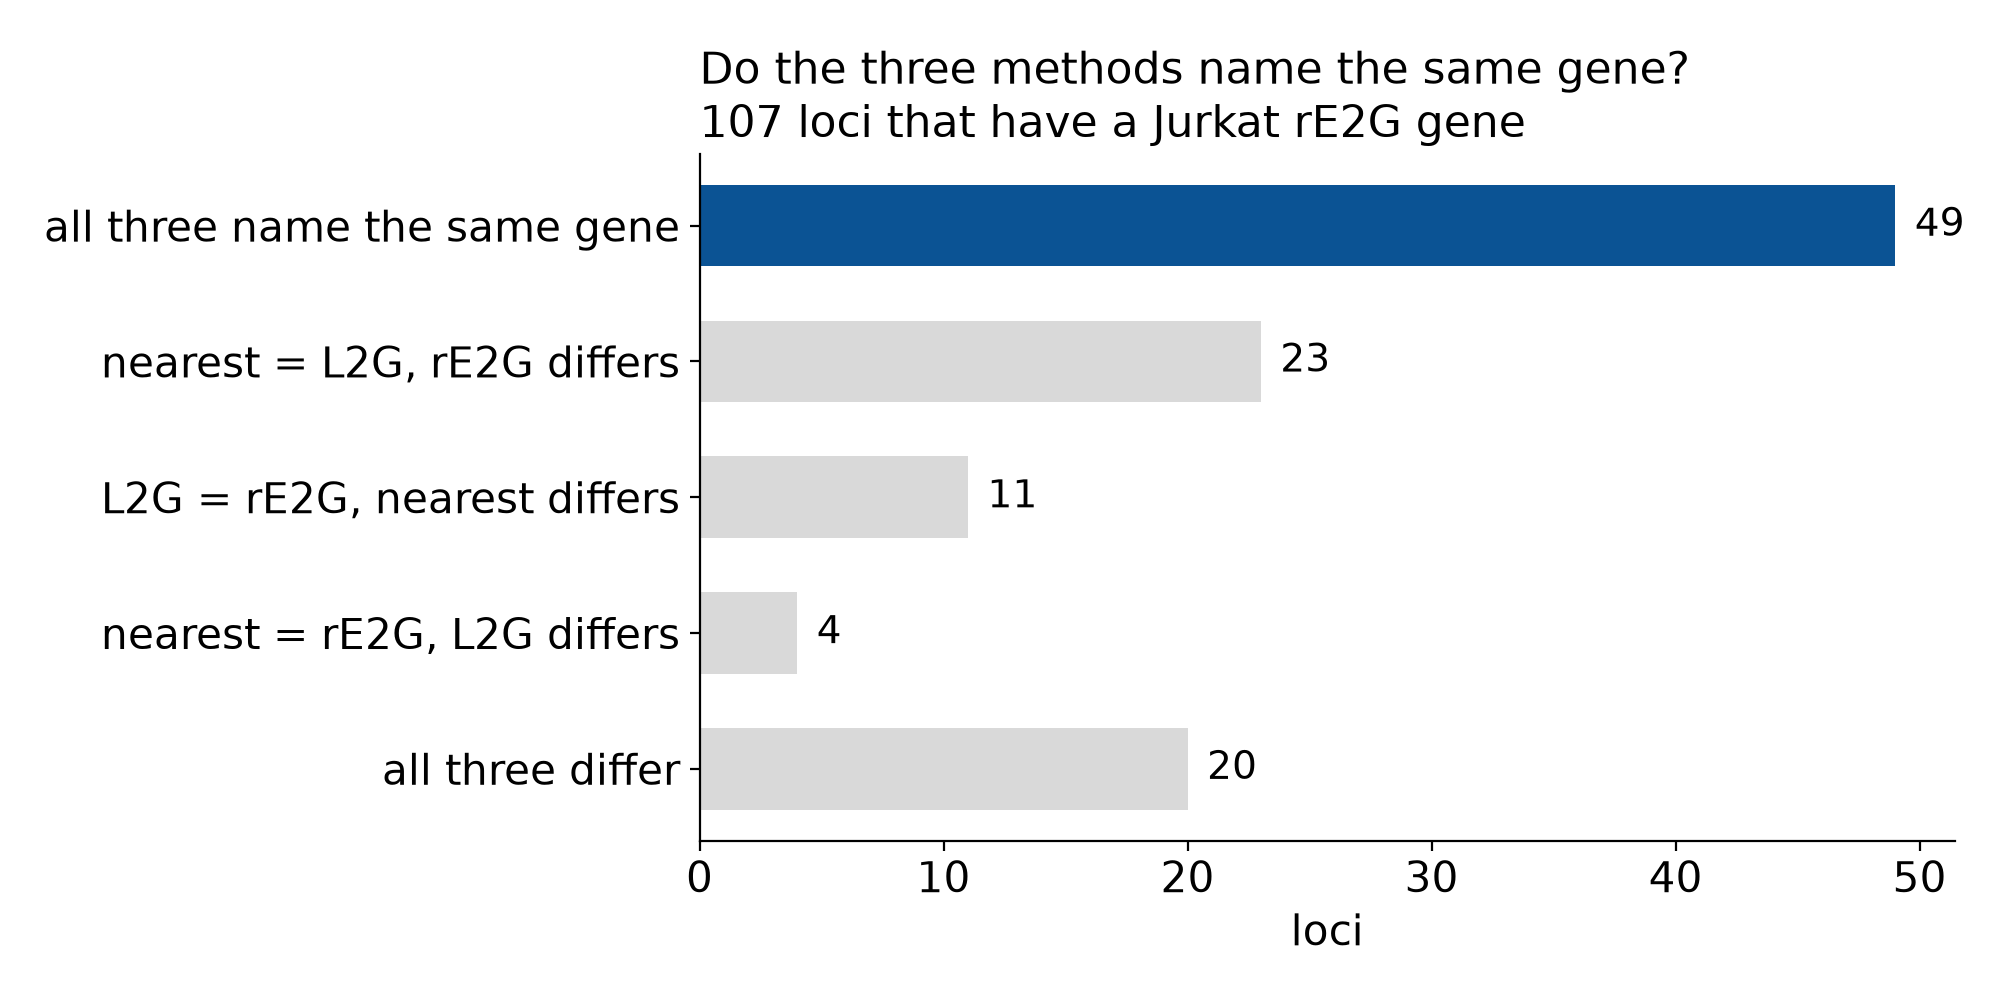 Do the three methods name the same gene?
107 loci that have a Jurkat rE2G gene
all three name the same gene
49
nearest = L2G, rE2G differs
23
L2G = rE2G, nearest differs
11
nearest = rE2G, L2G differs
4
all three differ
20
0 10 20 30 40 50
loci